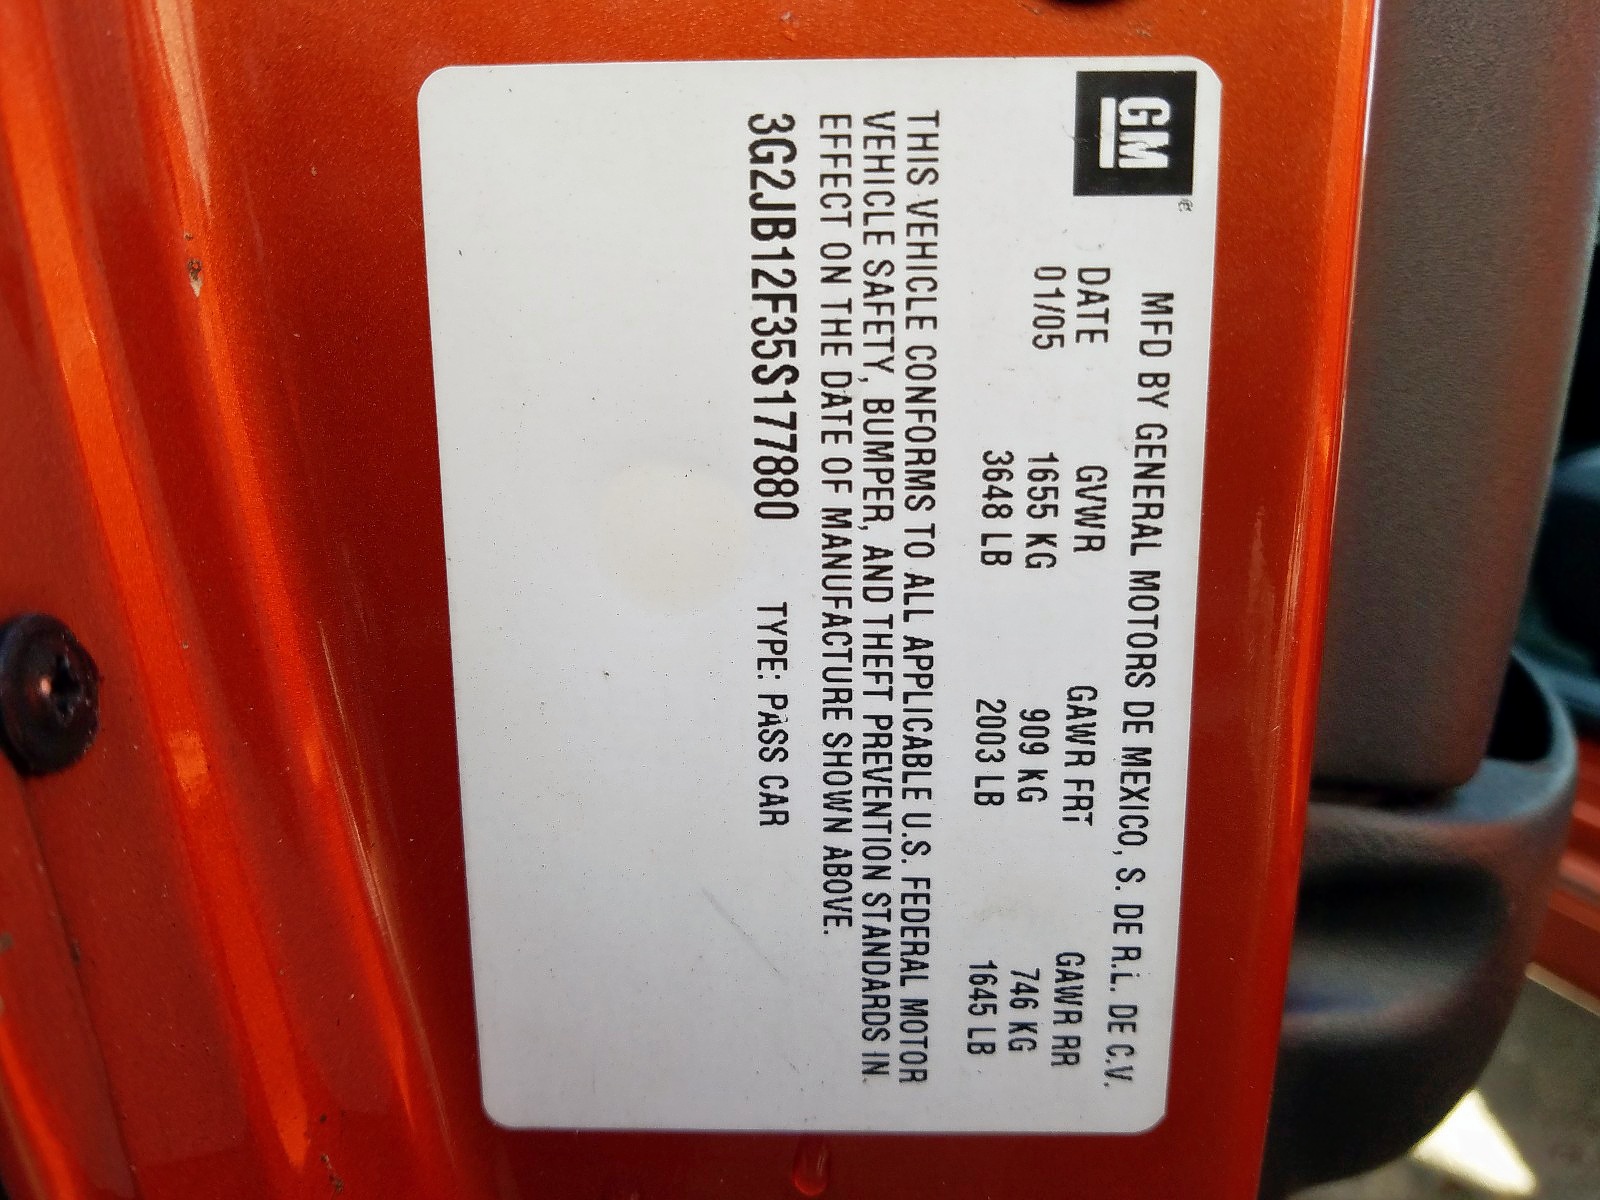 GM
MFD BY GENERAL MOTORS DE MEXICO, S. DE R.L. DE C.V.
DATE GVWR GAWR FRT GAWR RR
01/05 1655 KG 909 KG 746 KG
3648 LB 2003 LB 1645 LB
THIS VEHICLE CONFORMS TO ALL APPLICABLE U.S. FEDERAL MOTOR
VEHICLE SAFETY, BUMPER, AND THEFT PREVENTION STANDARDS IN
EFFECT ON THE DATE OF MANUFACTURE SHOWN ABOVE.
3G2JB12F35S177880 TYPE: PASS CAR